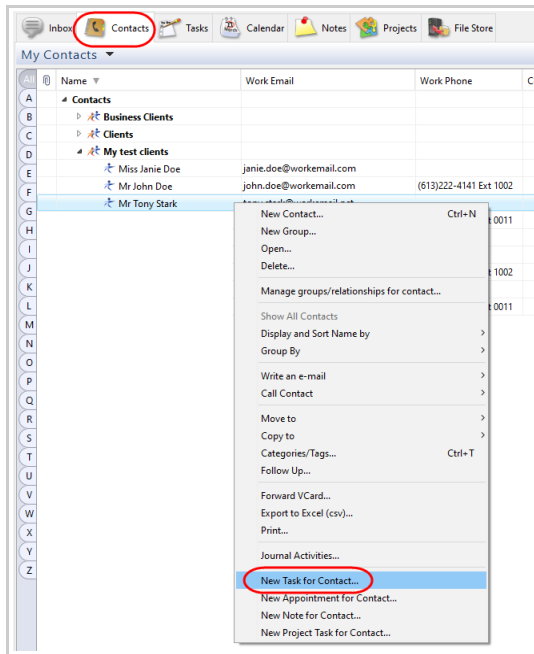 Inbox Contacts Tasks Calendar Notes Projects File Store
My Contacts
All Name Work Email Work Phone C
A Contacts
B Business Clients
C Clients
D My test clients
E Miss Janie Doe janie.doe@workemail.com
F Mr John Doe john.doe@workemail.com (613)222-4141 Ext 1002
G Mr Tony Stark tony.stark@workemail.net
New Contact... Ctrl+N
t 0011
H New Group...
I Open...
J Delete... t 1002
K Manage groups/relationships for contact...
L t 0011
M Show All Contacts
N Display and Sort Name by
O Group By
P Write an e-mail
Q Call Contact
R Move to
S Copy to
T Categories/Tags... Ctrl+T
U Follow Up...
V Forward VCard...
W Export to Excel (csv)...
X Print...
Y Journal Activities...
Z New Task for Contact...
New Appointment for Contact...
New Note for Contact...
New Project Task for Contact...